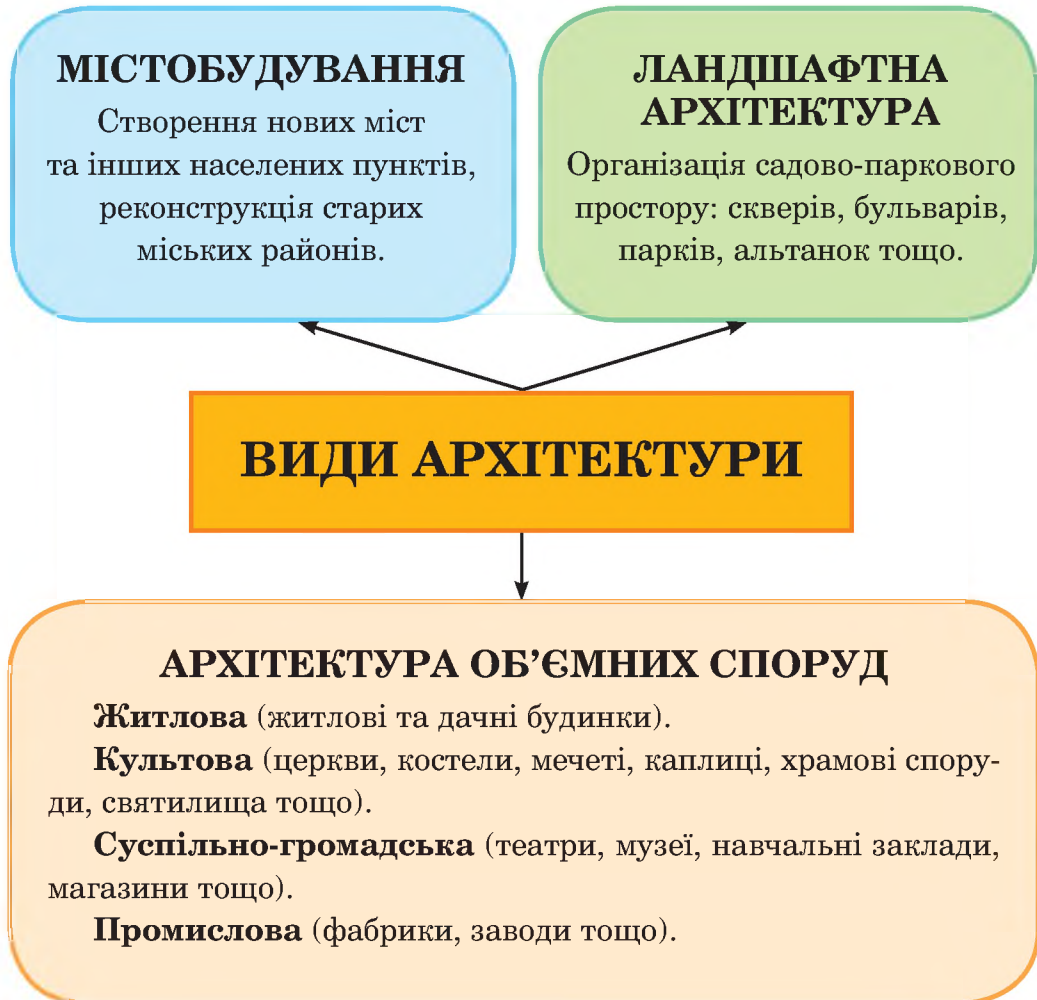 МІСТОБУДУВАННЯ
Створення нових міст
та інших населених пунктів,
реконструкція старих
міських районів.
ЛАНДШАФТНА
АРХІТЕКТУРА
Організація садово-паркового
простору: скверів, бульварів,
парків, альтанок тощо.
ВИДИ АРХІТЕКТУРИ
АРХІТЕКТУРА ОБ’ЄМНИХ СПОРУД
Житлова (житлові та дачні будинки).
Культова (церкви, костели, мечеті, каплиці, храмові спору-
ди, святилища тощо).
Суспільно-громадська (театри, музеї, навчальні заклади,
магазини тощо).
Промислова (фабрики, заводи тощо).